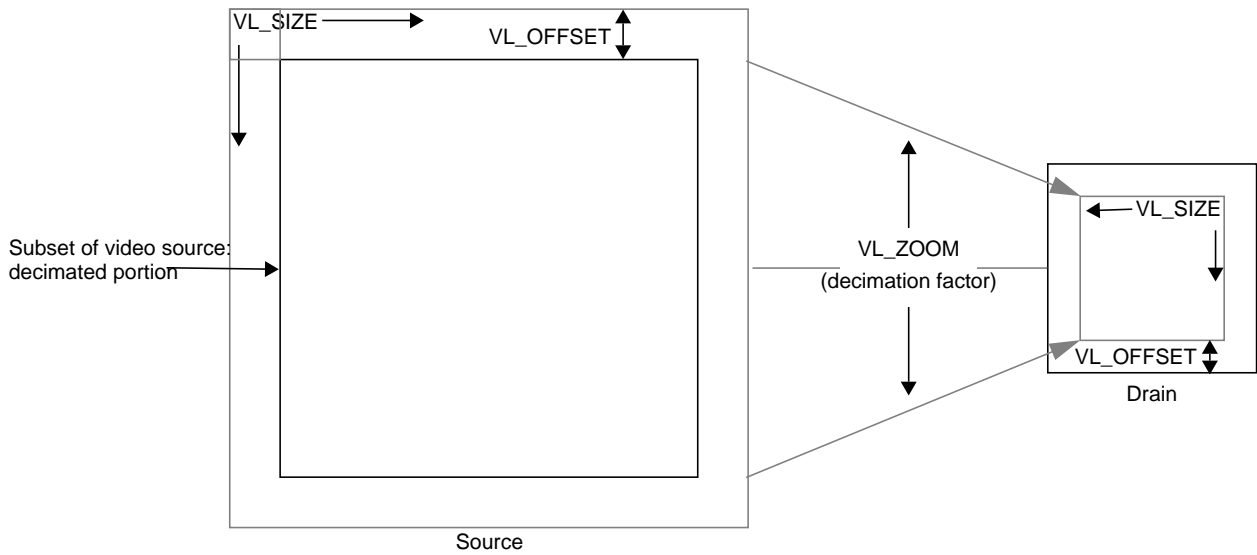 VL_SIZE
VL_OFFSET
Subset of video source:
decimated portion
VL_ZOOM
(decimation factor)
VL_SIZE
VL_OFFSET
Drain
Source